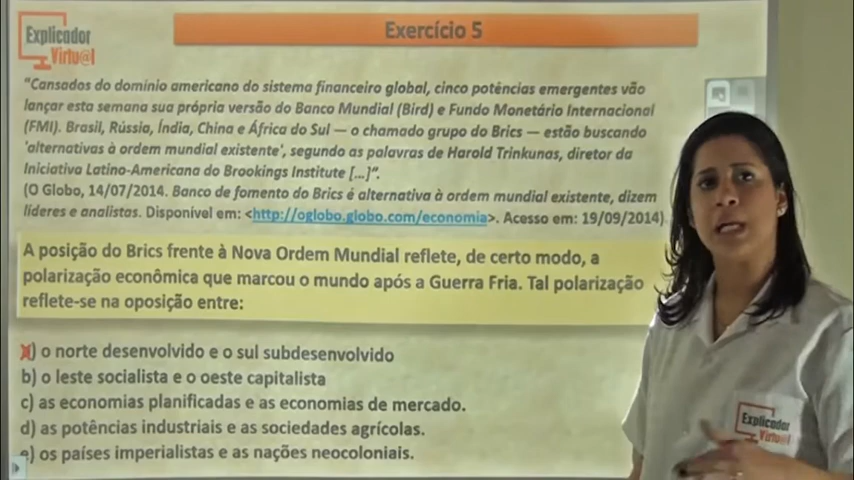 Explicador
Virtu@l
Exercício 5
"Cansados do domínio americano do sistema financeiro global, cinco potências emergentes vão
lançar esta semana sua própria versão do Banco Mundial (Bird) e Fundo Monetário Internacional
(FMI). Brasil, Rússia, Índia, China e África do Sul — o chamado grupo do Brics — estão buscando
'alternativas à ordem mundial existente', segundo as palavras de Harold Trinkunas, diretor da
Iniciativa Latino-Americana do Brookings Institute [...]".
(O Globo, 14/07/2014. Banco de fomento do Brics é alternativa à ordem mundial existente, dizem
líderes e analistas. Disponível em: <http://oglobo.globo.com/economia>. Acesso em: 19/09/2014)
A posição do Brics frente à Nova Ordem Mundial reflete, de certo modo, a
polarização econômica que marcou o mundo após a Guerra Fria. Tal polarização
reflete-se na oposição entre:
a) o norte desenvolvido e o sul subdesenvolvido
b) o leste socialista e o oeste capitalista
c) as economias planificadas e as economias de mercado.
d) as potências industriais e as sociedades agrícolas.
e) os países imperialistas e as nações neocoloniais.
Explicador
Virtu@l